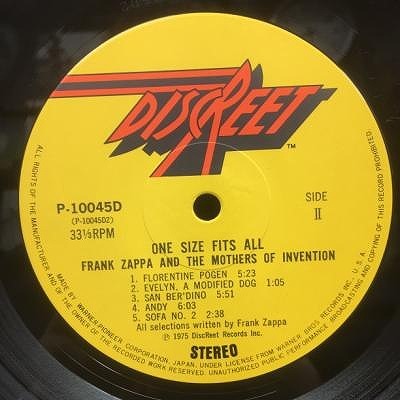 DISCREET
TM
P-10045D
(P-10045D2)
33⅓RPM
SIDE
II
ONE SIZE FITS ALL
FRANK ZAPPA AND THE MOTHERS OF INVENTION
1. FLORENTINE POGEN 5:23
2. EVELYN, A MODIFIED DOG 1:05
3. SAN BER'DINO 5:51
4. ANDY 6:03
5. SOFA NO. 2 2:38
All selections written by Frank Zappa
Ⓟ 1975 DiscReet Records
STEREO
ALL RIGHTS OF THE MANUFACTURER AND OF THE OWNER OF THE RECORDED WORK RESERVED. UNAUTHORIZED PUBLIC PERFORMANCE, BROADCASTING AND COPYING OF THIS RECORD PROHIBITED.
MADE BY WARNER-PIONEER CORPORATION, JAPAN, UNDER LICENSE FROM WARNER BROS RECORDS INC., U.S.A.